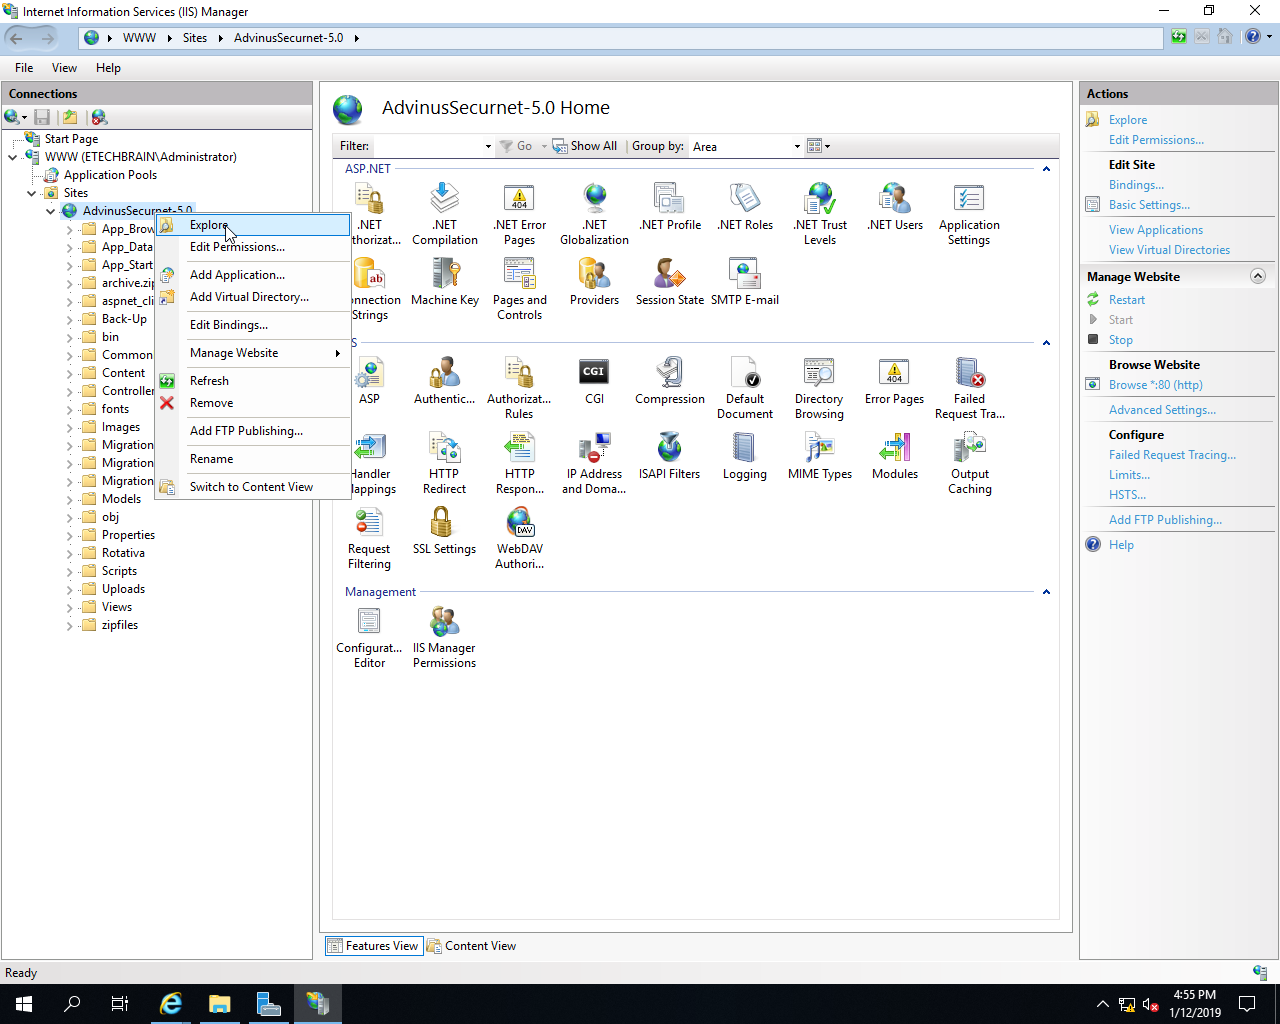 Internet Information Services (IIS) Manager
WWW
Sites
AdvinusSecurnet-5.0
File
View
Help
Connections
Start Page
WWW (ETECHBRAIN\Administrator)
Application Pools
Sites
AdvinusSecurnet-5.0
App_Brow
App_Data
App_Start
archive.zip
aspnet_cli
Back-Up
bin
Common
Content
Controller
fonts
Images
Migration
Migration
Migration
Models
obj
Properties
Rotativa
Scripts
Uploads
Views
zipfiles
Explore
Edit Permissions...
Add Application...
Add Virtual Directory...
Edit Bindings...
Manage Website
Refresh
Remove
Add FTP Publishing...
Rename
Switch to Content View
AdvinusSecurnet-5.0 Home
Filter:
Go
Show All
Group by:
Area
ASP.NET
.NET
thorizat...
.NET
Compilation
404
.NET Error
Pages
.NET
Globalization
.NET Profile
.NET Roles
.NET Trust
Levels
.NET Users
Application
Settings
ab
nnection
Strings
Machine Key
Pages and
Controls
Providers
Session State
SMTP E-mail
S
ASP
Authentic...
Authorizat...
Rules
CGI
CGI
Compression
Default
Document
Directory
Browsing
404
Error Pages
Failed
Request Tra...
Handler
appings
HTTP
Redirect
HTTP
Respon...
IP Address
and Doma...
ISAPI Filters
Logging
MIME Types
Modules
Output
Caching
Request
Filtering
SSL Settings
DAV
WebDAV
Authori...
Management
Configurat...
Editor
IIS Manager
Permissions
Features View
Content View
Actions
Explore
Edit Permissions...
Edit Site
Bindings...
Basic Settings...
View Applications
View Virtual Directories
Manage Website
Restart
Start
Stop
Browse Website
Browse *:80 (http)
Advanced Settings...
Configure
Failed Request Tracing...
Limits...
HSTS...
Add FTP Publishing...
Help
Ready
4:55 PM
1/12/2019